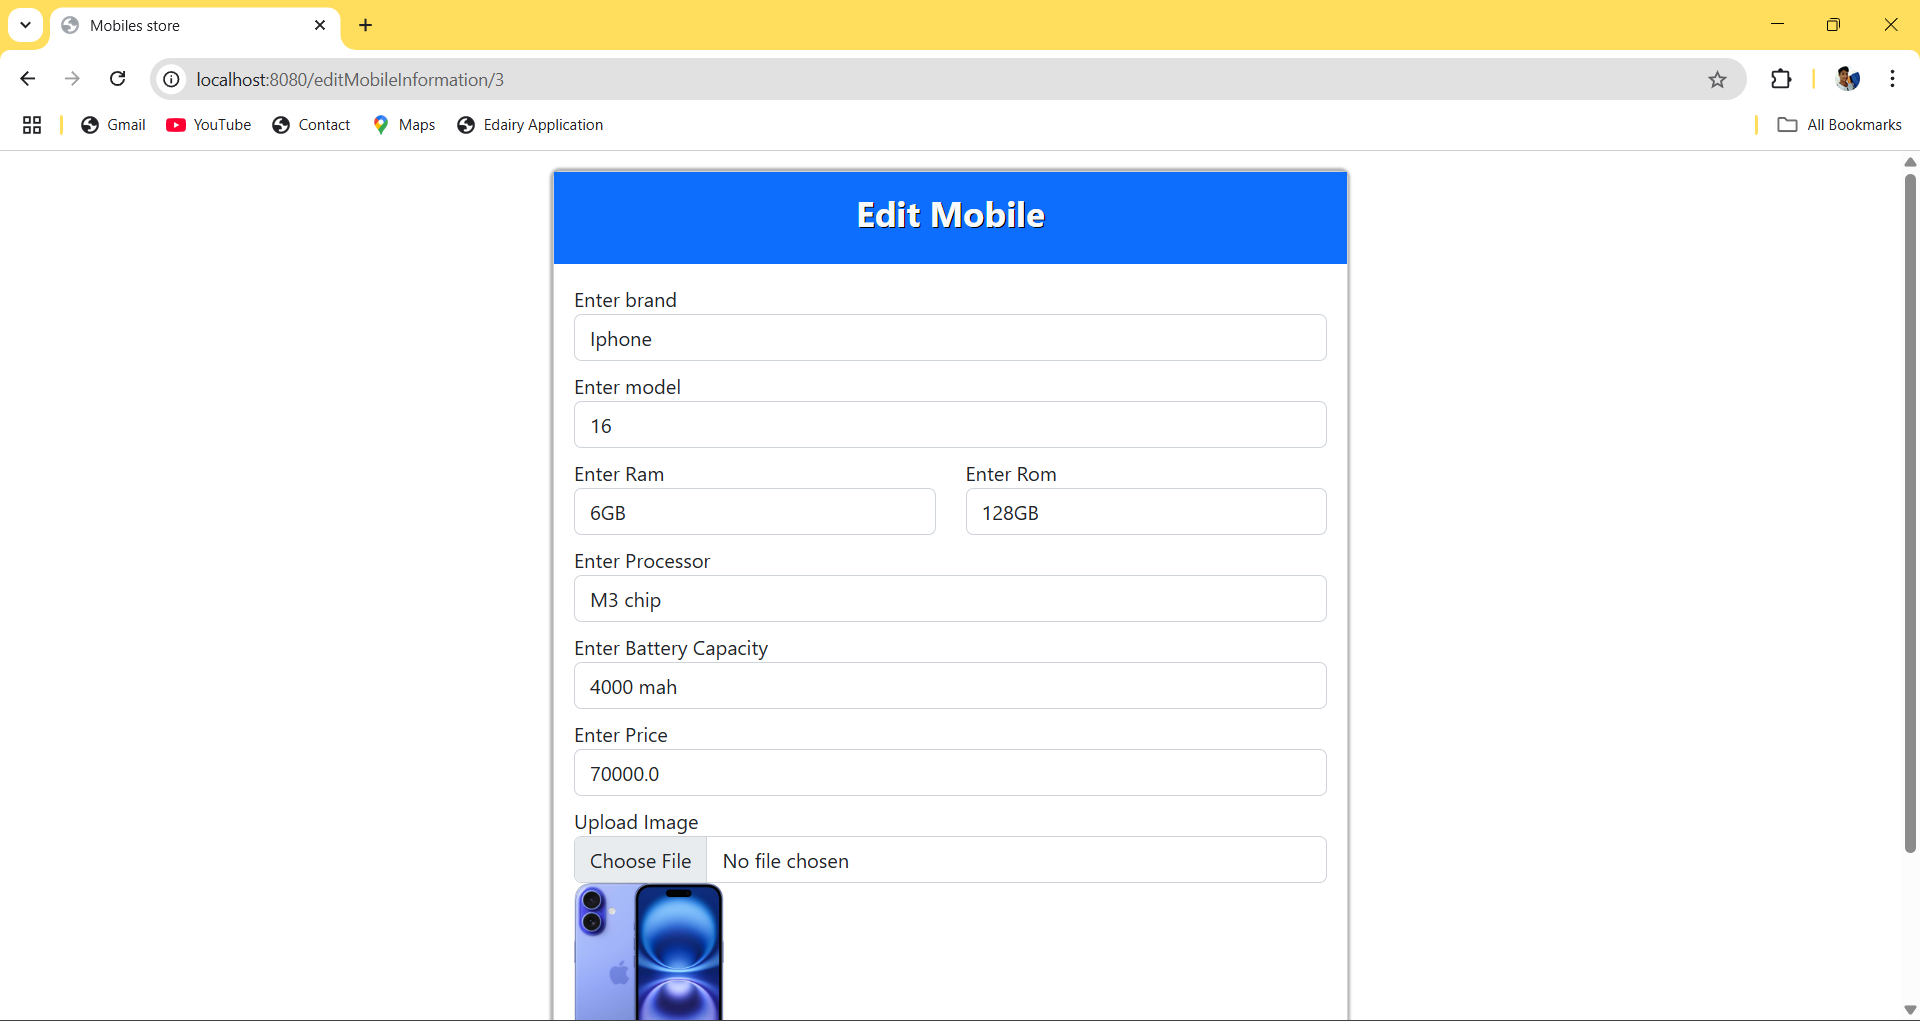 Mobiles store
localhost:8080/editMobileInformation/3
Gmail YouTube Contact Maps Edairy Application All Bookmarks
Edit Mobile
Enter brand
Iphone
Enter model
16
Enter Ram Enter Rom
6GB 128GB
Enter Processor
M3 chip
Enter Battery Capacity
4000 mah
Enter Price
70000.0
Upload Image
Choose File No file chosen